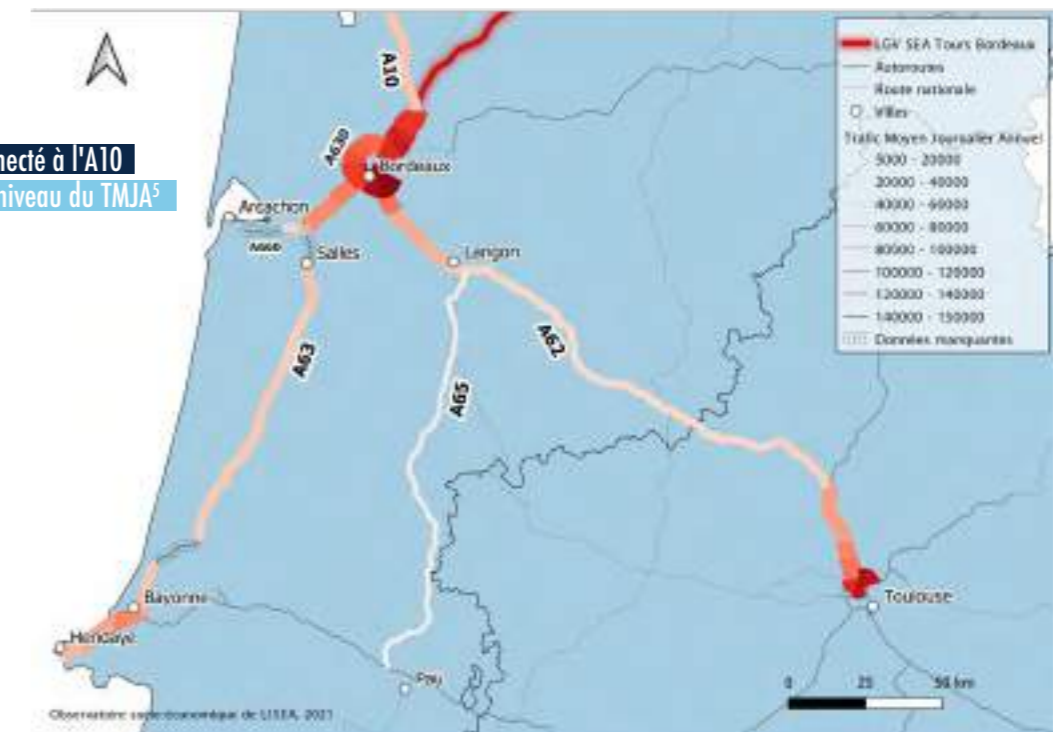 LGV SEA Tours Bordeaux
Autoroutes
Route nationale
Villes
Trafic Moyen Journalier Annuel
5000 - 20000
20000 - 40000
40000 - 60000
60000 - 80000
80000 - 100000
100000 - 120000
120000 - 140000
140000 - 150000
Données manquantes
necté à l'A10
niveau du TMJA⁵
A10
A630
Bordeaux
Arcachon
A660
Salles
Langon
A63
A62
A65
Bayonne
Hendaye
Toulouse
Pau
0 25 50 km
Observatoire socio-économique de LISEA, 2021